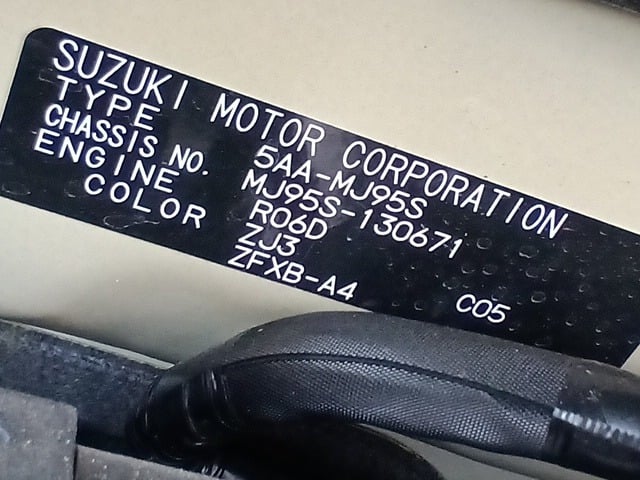 SUZUKI MOTOR CORPORATION
TYPE 5AA-MJ95S
CHASSIS NO. MJ95S-130671
ENGINE R06D
COLOR ZJ3
ZFXB-A4 C05